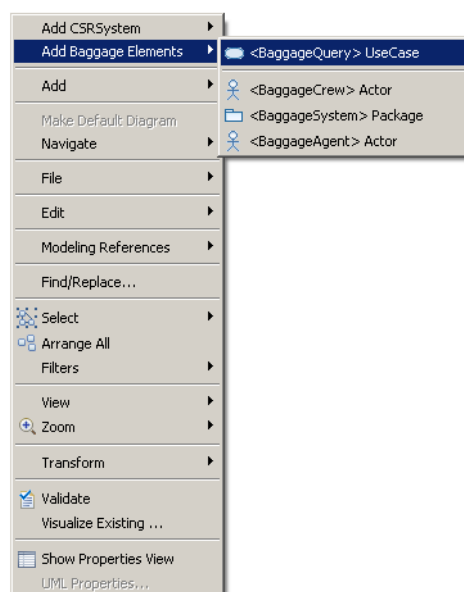 Add CSRSystem
Add Baggage Elements
<BaggageQuery> UseCase
Add
<BaggageCrew> Actor
<BaggageSystem> Package
Make Default Diagram
Navigate
<BaggageAgent> Actor
File
Edit
Modeling References
Find/Replace...
Select
Arrange All
Filters
View
Zoom
Transform
Validate
Visualize Existing ...
Show Properties View
UML Properties...